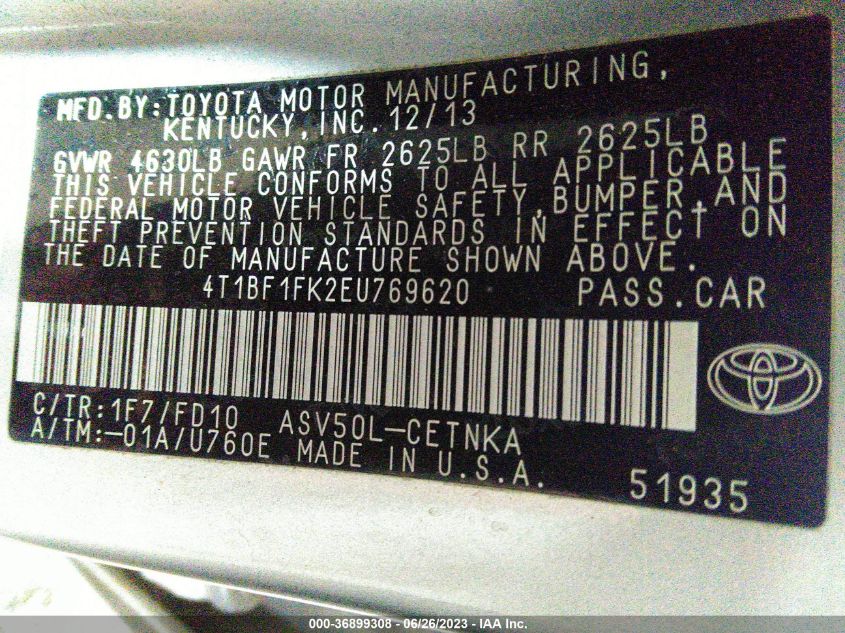 MFD.BY:TOYOTA MOTOR MANUFACTURING,
KENTUCKY,INC.12/13
GVWR 4630LB GAWR FR 2625LB RR 2625LB
THIS VEHICLE CONFORMS TO ALL APPLICABLE
FEDERAL MOTOR VEHICLE SAFETY,BUMPER,AND
THEFT PREVENTION STANDARDS IN EFFECT ON
THE DATE OF MANUFACTURE SHOWN ABOVE.
4T1BF1FK2EU769620 PASS.CAR
C/TR:1F7/FD10 ASV50L-CETNKA
A/TM:-01A/U760E MADE IN U.S.A.
51935
000-36899308 - 06/26/2023 - IAA Inc.